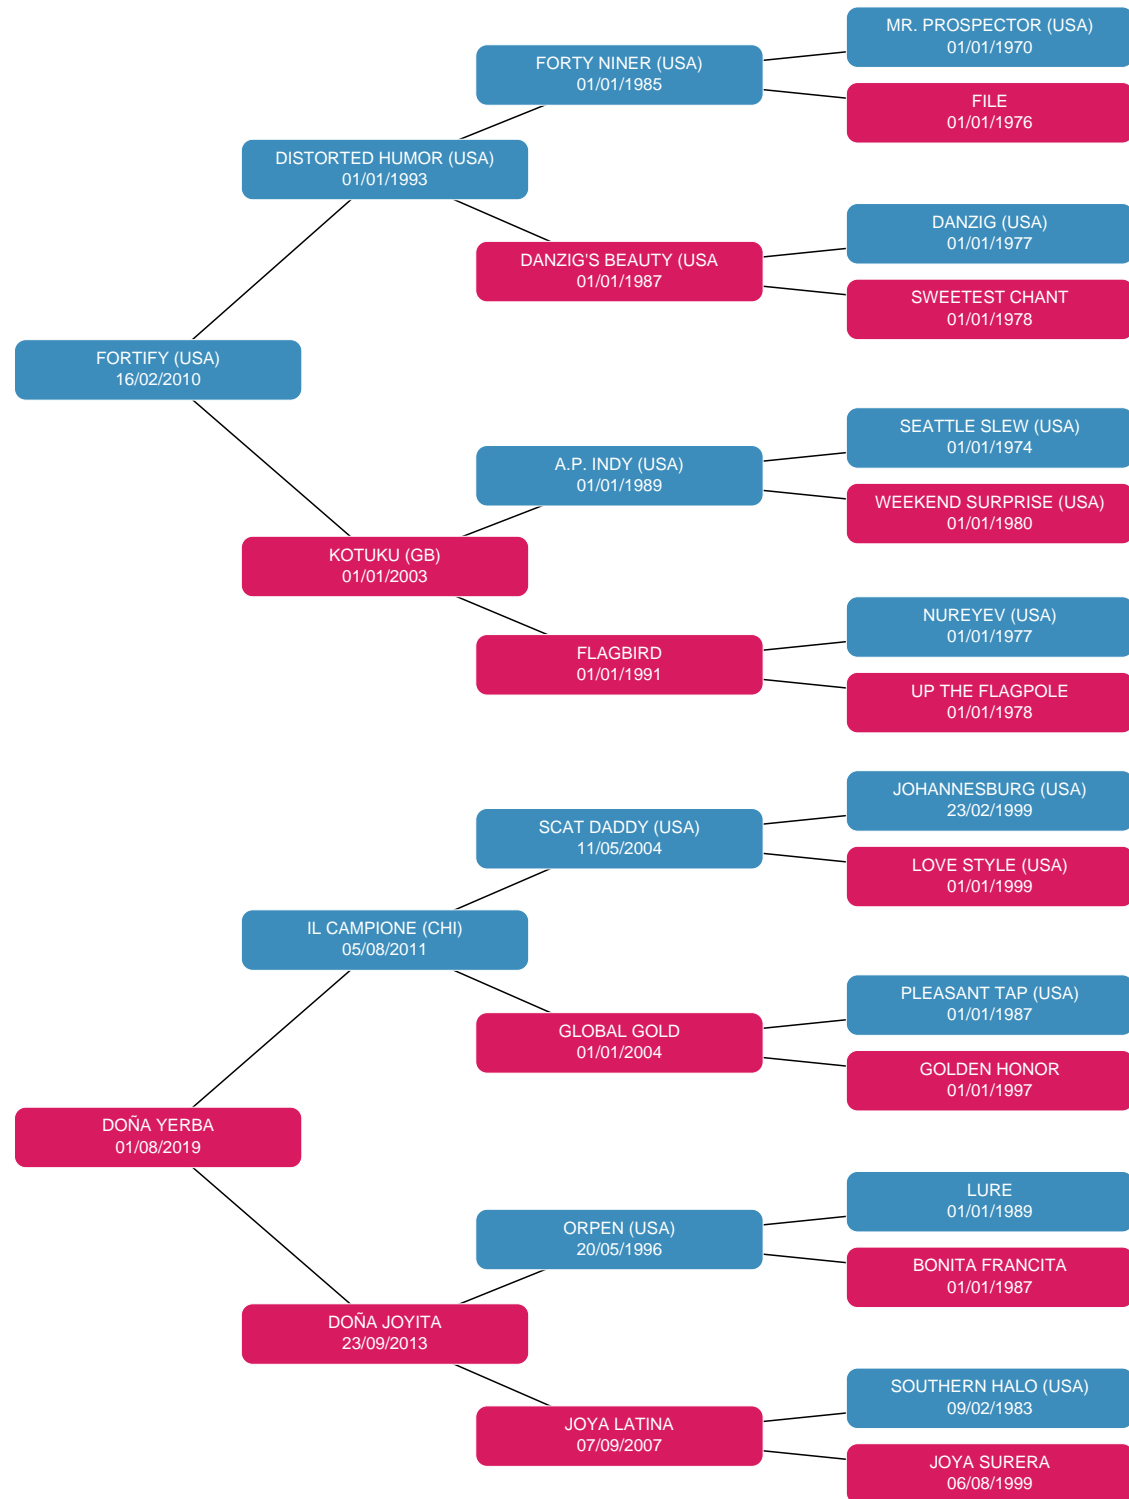 MR. PROSPECTOR (USA)
01/01/1970
FORTY NINER (USA)
01/01/1985
FILE
01/01/1976
DISTORTED HUMOR (USA)
01/01/1993
DANZIG (USA)
01/01/1977
DANZIG'S BEAUTY (USA
01/01/1987
SWEETEST CHANT
01/01/1978
FORTIFY (USA)
16/02/2010
SEATTLE SLEW (USA)
01/01/1974
A.P. INDY (USA)
01/01/1989
WEEKEND SURPRISE (USA)
01/01/1980
KOTUKU (GB)
01/01/2003
NUREYEV (USA)
01/01/1977
FLAGBIRD
01/01/1991
UP THE FLAGPOLE
01/01/1978
JOHANNESBURG (USA)
23/02/1999
SCAT DADDY (USA)
11/05/2004
LOVE STYLE (USA)
01/01/1999
IL CAMPIONE (CHI)
05/08/2011
PLEASANT TAP (USA)
01/01/1987
GLOBAL GOLD
01/01/2004
GOLDEN HONOR
01/01/1997
DOÑA YERBA
01/08/2019
LURE
01/01/1989
ORPEN (USA)
20/05/1996
BONITA FRANCITA
01/01/1987
DOÑA JOYITA
23/09/2013
SOUTHERN HALO (USA)
09/02/1983
JOYA LATINA
07/09/2007
JOYA SURERA
06/08/1999